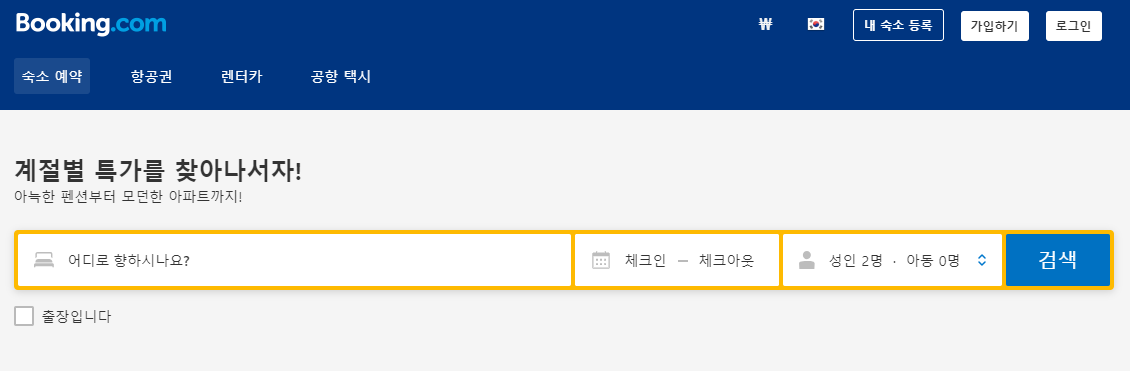 Booking.com ₩ 내 숙소 등록 가입하기 로그인
숙소 예약 항공권 렌터카 공항 택시
계절별 특가를 찾아나서자!
아늑한 펜션부터 모던한 아파트까지!
어디로 향하시나요? 체크인 — 체크아웃 성인 2명 · 아동 0명 검색
출장입니다